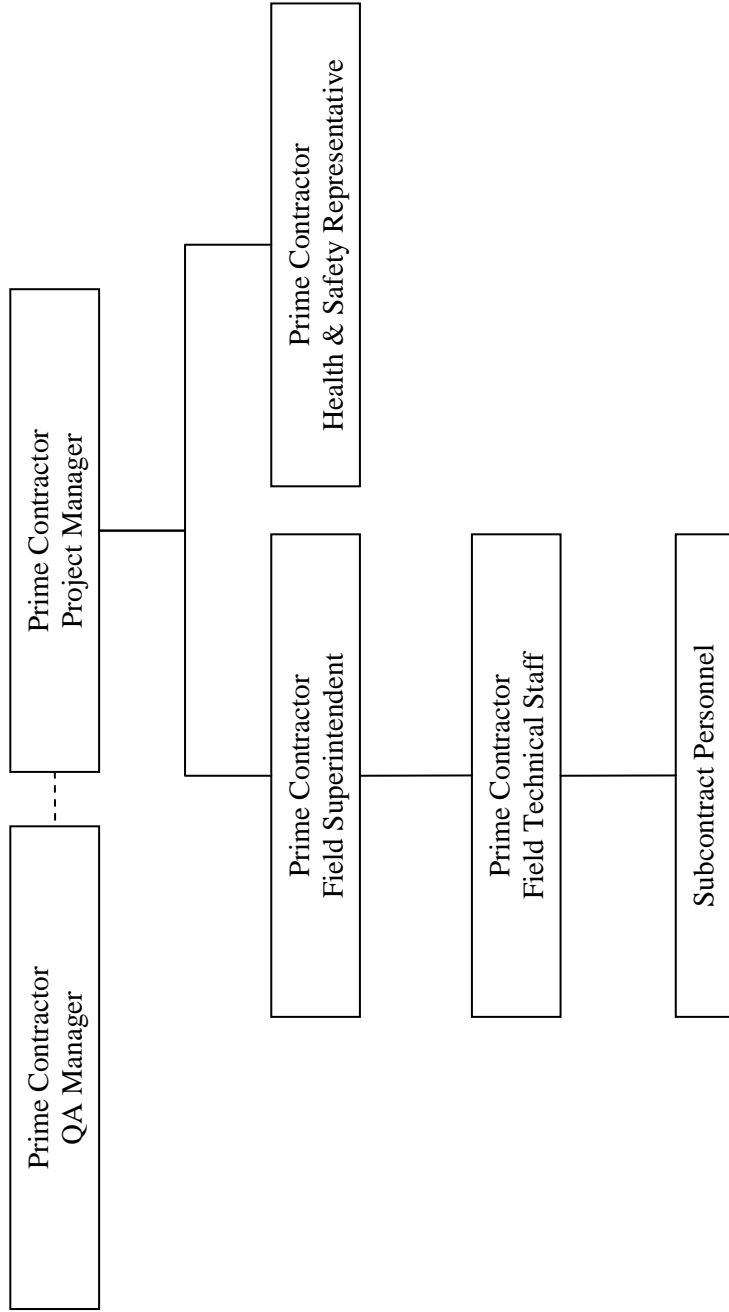 Prime Contractor
QA Manager
Prime Contractor
Project Manager
Prime Contractor
Field Superintendent
Prime Contractor
Health & Safety Representative
Prime Contractor
Field Technical Staff
Subcontract Personnel